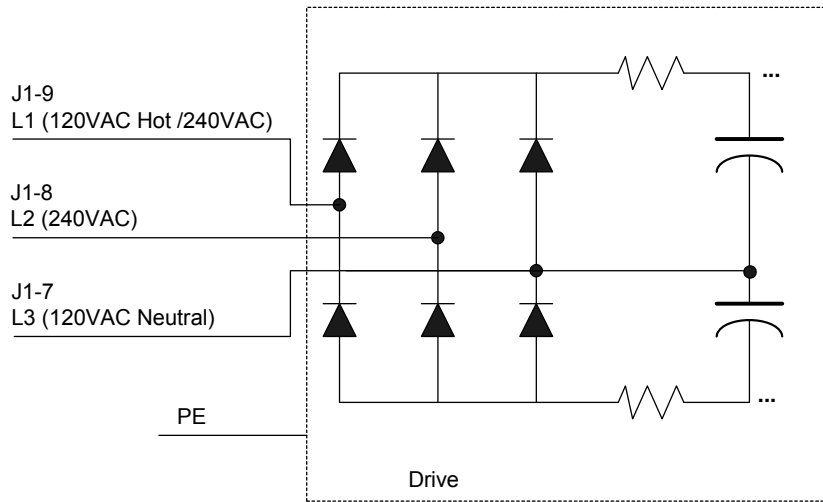 J1-9
L1 (120VAC Hot /240VAC)
...
J1-8
L2 (240VAC)
J1-7
L3 (120VAC Neutral)
...
PE
Drive